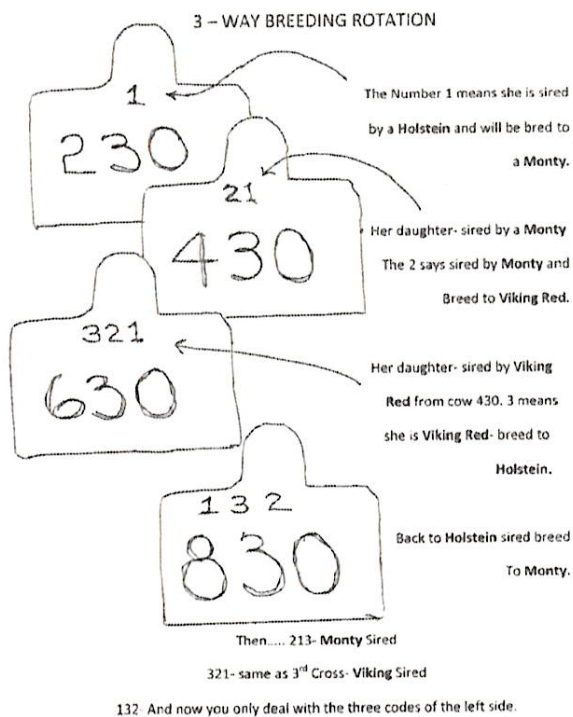 3 – WAY BREEDING ROTATION
1
230
The Number 1 means she is sired
by a Holstein and will be bred to
a Monty.
21
430
Her daughter- sired by a Monty
The 2 says sired by Monty and
Breed to Viking Red.
321
630
Her daughter- sired by Viking
Red from cow 430. 3 means
she is Viking Red- breed to
Holstein.
132
830
Back to Holstein sired breed
To Monty.
Then..... 213- Monty Sired
321- same as 3rd Cross- Viking Sired
132- And now you only deal with the three codes of the left side.